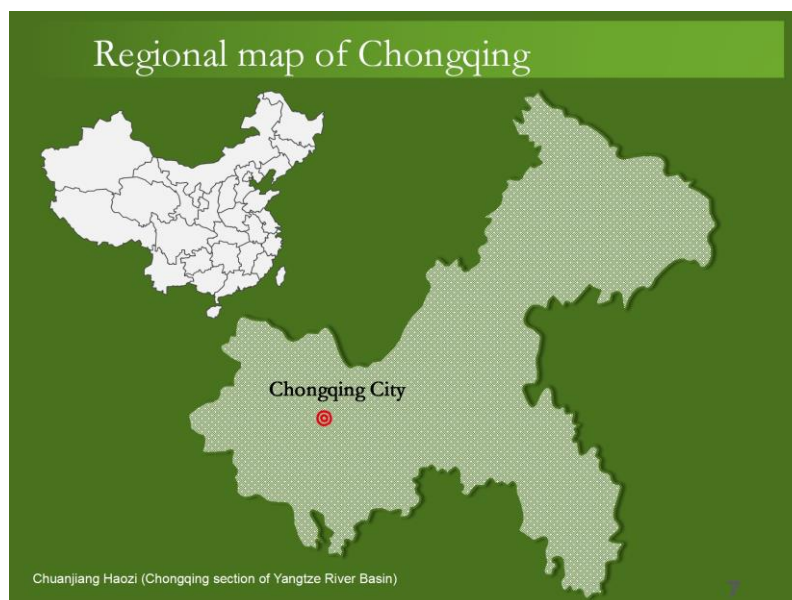 Regional map of Chongqing
Chongqing City
Chuanjiang Haozi (Chongqing section of Yangtze River Basin)
7